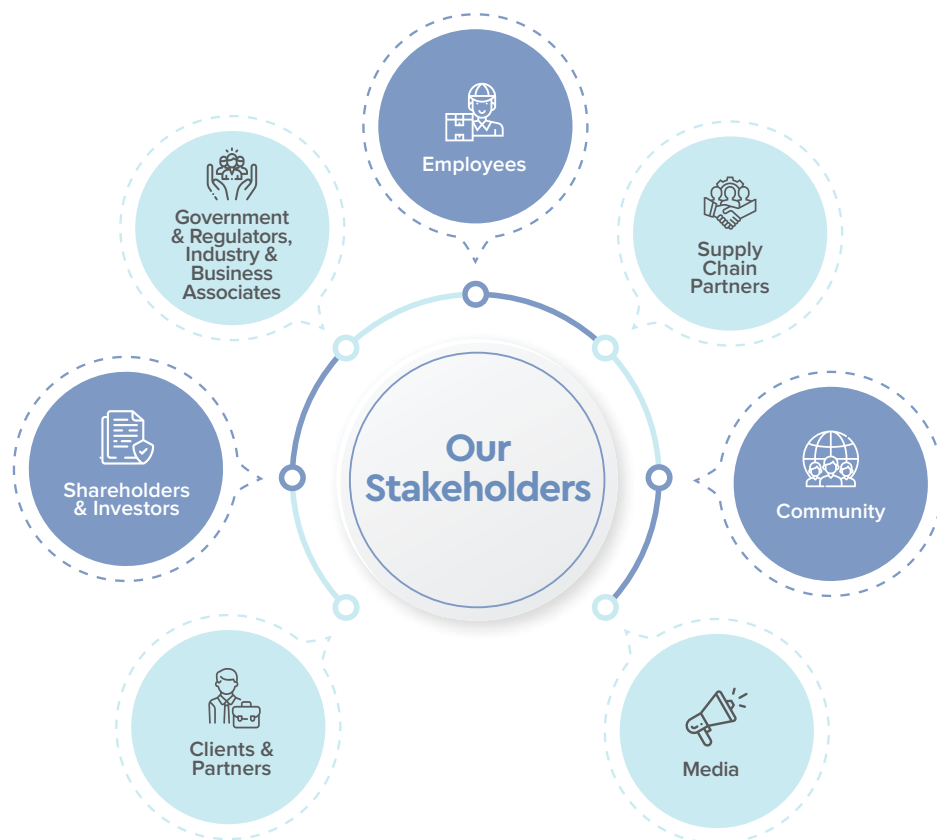 Employees
Government
& Regulators,
Industry &
Business
Associates
Supply
Chain
Partners
Our
Stakeholders
Shareholders
& Investors
Community
Clients &
Partners
Media